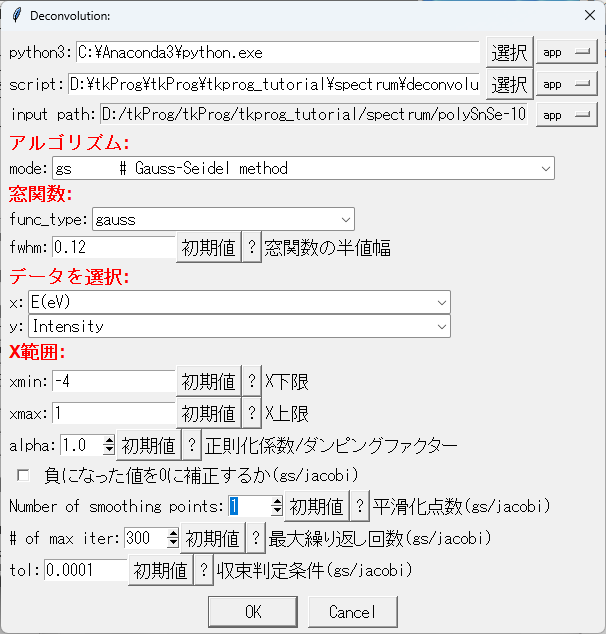 Deconvolution:
python3: C:¥Anaconda3¥python.exe 選択 app
script: D:¥tkProg¥tkProg¥tkprog_tutorial¥spectrum¥deconvolu 選択 app
input path: D:/tkProg/tkProg/tkprog_tutorial/spectrum/polySnSe-10 app
アルゴリズム:
mode: gs # Gauss-Seidel method
窓関数:
func_type: gauss
fwhm: 0.12 初期値 ? 窓関数の半値幅
データを選択:
x: E(eV)
y: Intensity
X範囲:
xmin: -4 初期値 ? X下限
xmax: 1 初期値 ? X上限
alpha: 1.0 初期値 ? 正則化係数/ダンピングファクター
負になった値を0に補正するか(gs/jacobi)
Number of smoothing points: 1 初期値 ? 平滑化点数(gs/jacobi)
# of max iter: 300 初期値 ? 最大繰り返し回数(gs/jacobi)
tol: 0.0001 初期値 ? 収束判定条件(gs/jacobi)
OK Cancel